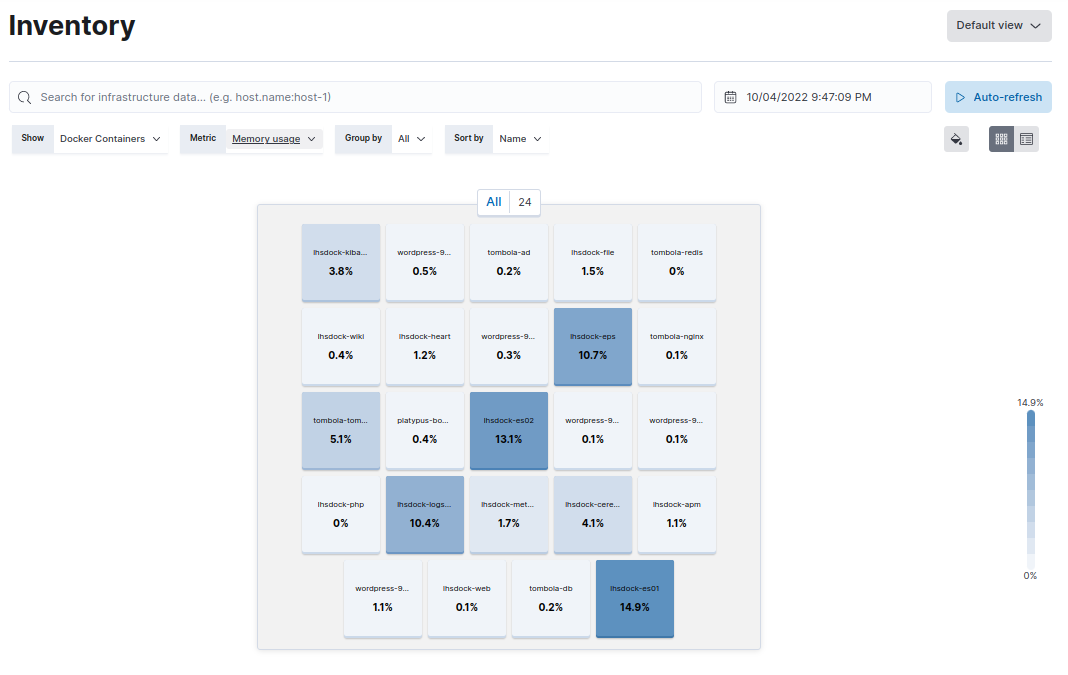 Inventory
Default view
Search for infrastructure data... (e.g. host.name:host-1)
10/04/2022 9:47:09 PM
Auto-refresh
Show Docker Containers Metric Memory usage Group by All Sort by Name
All 24
lhsdock-kiba... wordpress-9... tombola-ad lhsdock-file tombola-redis
3.8% 0.5% 0.2% 1.5% 0%
lhsdock-wiki lhsdock-heart wordpress-9... lhsdock-eps tombola-nginx
0.4% 1.2% 0.3% 10.7% 0.1%
tombola-tom... platypus-bo... lhsdock-es02 wordpress-9... wordpress-9...
5.1% 0.4% 13.1% 0.1% 0.1%
lhsdock-php lhsdock-logs... lhsdock-met... lhsdock-cere... lhsdock-apm
0% 10.4% 1.7% 4.1% 1.1%
wordpress-9... lhsdock-web tombola-db lhsdock-es01
1.1% 0.1% 0.2% 14.9%
14.9%
0%